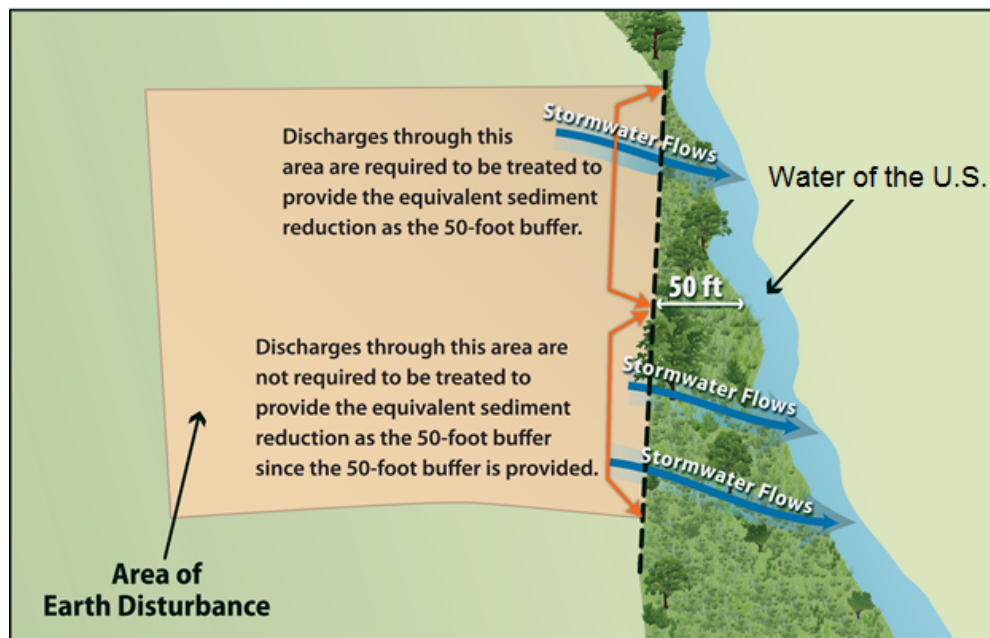 Stormwater Flows
Discharges through this
area are required to be treated to
provide the equivalent sediment
reduction as the 50-foot buffer.
Water of the U.S.
50 ft
Discharges through this area are
not required to be treated to
provide the equivalent sediment
reduction as the 50-foot buffer
since the 50-foot buffer is provided.
Stormwater Flows
Stormwater Flows
Area of
Earth Disturbance